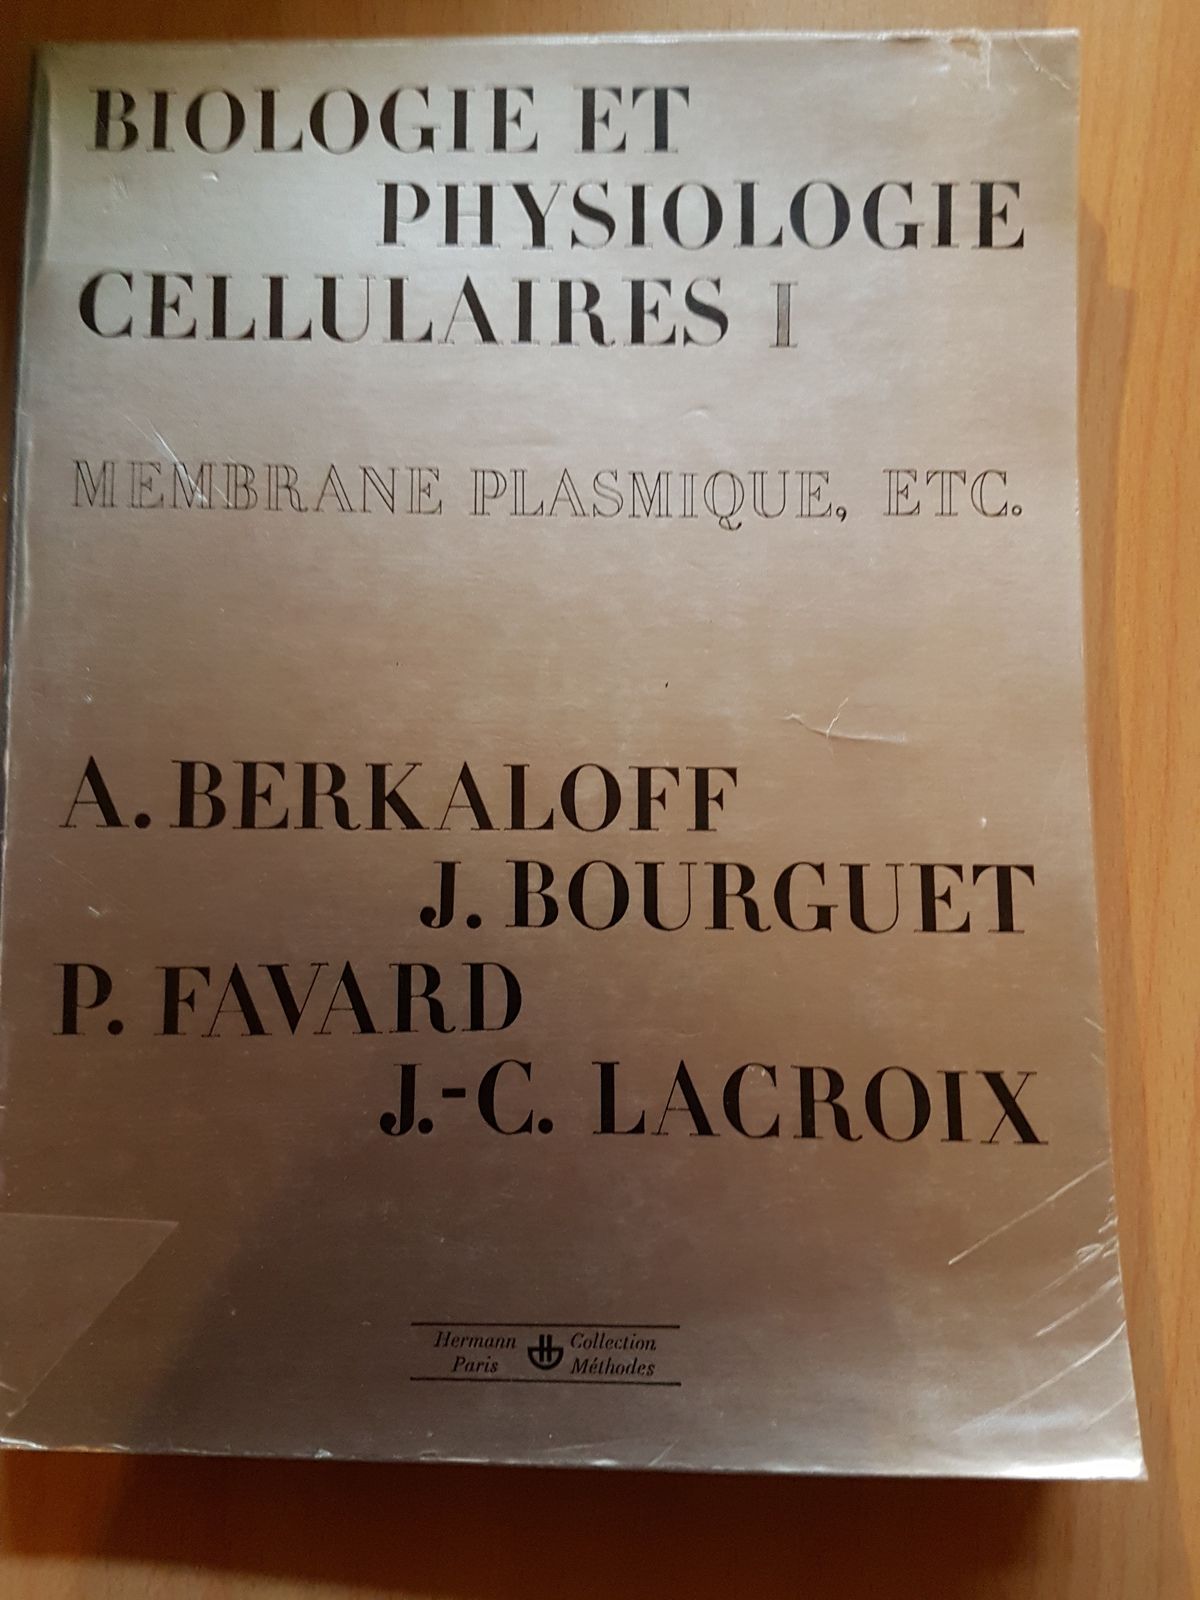 BIOLOGIE ET
PHYSIOLOGIE
CELLULAIRES I
MEMBRANE PLASMIQUE, ETC.
A. BERKALOFF
J. BOURGUET
P. FAVARD
J.-C. LACROIX
Hermann Collection
Paris Méthodes